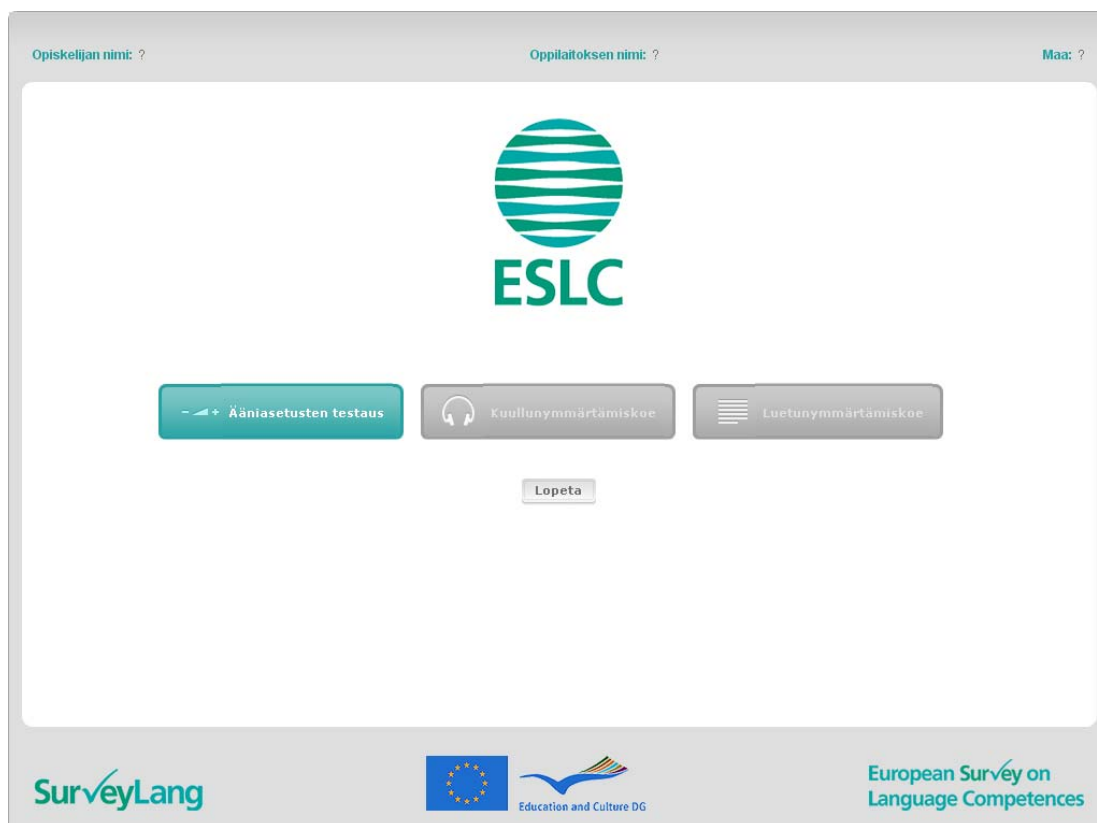 Opiskelijan nimi: ? Oppilaitoksen nimi: ? Maa: ?
ESLC
- + Ääniasetusten testaus Kuullunymmärtämiskoe Luetunymmärtämiskoe
Lopeta
SurveyLang
Education and Culture DG
European Survey on
Language Competences